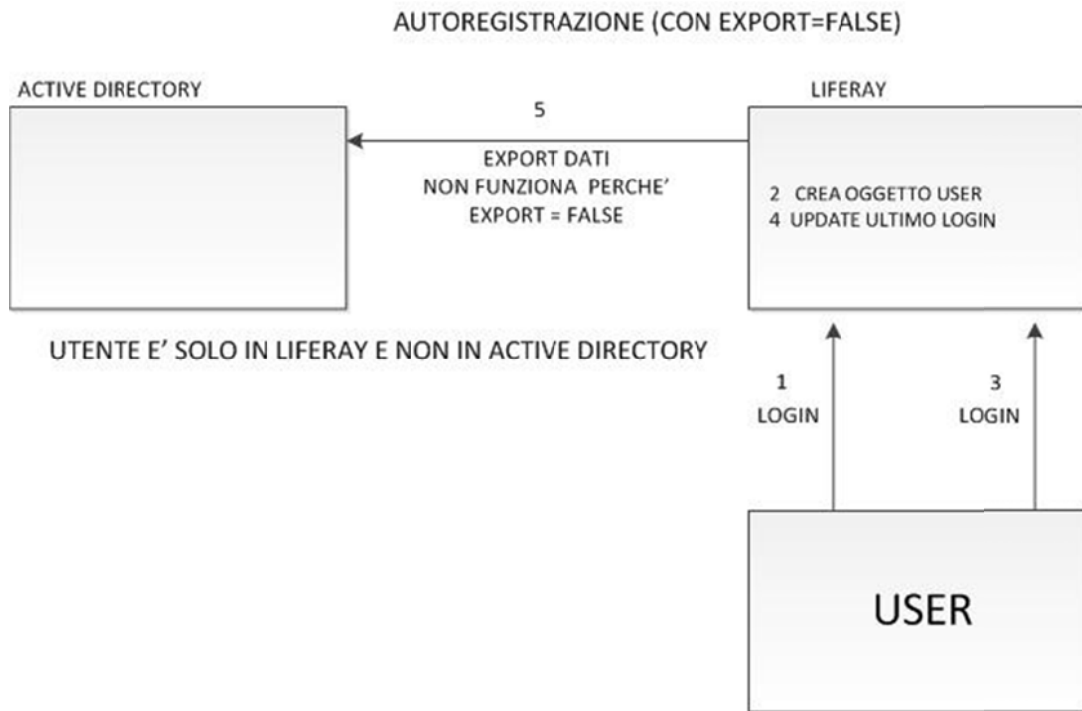 AUTOREGISTRAZIONE (CON EXPORT=FALSE)
ACTIVE DIRECTORY
LIFERAY
5
EXPORT DATI
NON FUNZIONA PERCHE'
EXPORT = FALSE
2 CREA OGGETTO USER
4 UPDATE ULTIMO LOGIN
UTENTE E' SOLO IN LIFERAY E NON IN ACTIVE DIRECTORY
1
LOGIN
3
LOGIN
USER